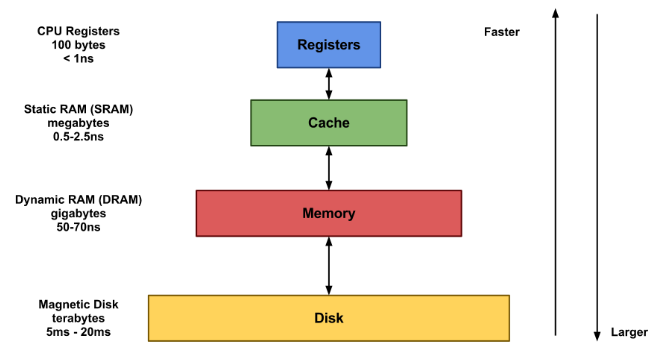 CPU Registers
100 bytes
< 1ns
Registers
Faster
Static RAM (SRAM)
megabytes
0.5-2.5ns
Cache
Dynamic RAM (DRAM)
gigabytes
50-70ns
Memory
Magnetic Disk
terabytes
5ms - 20ms
Disk
Larger